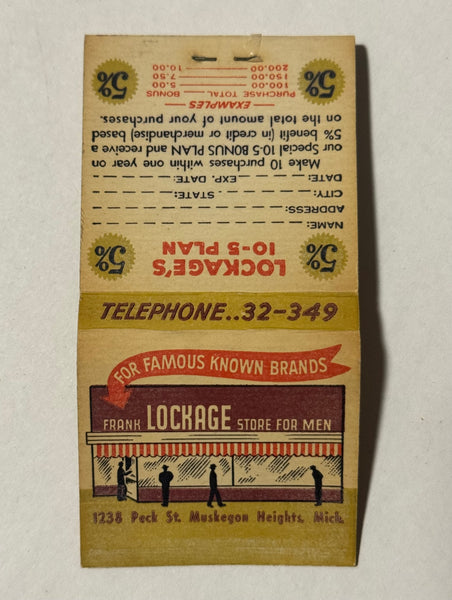 TELEPHONE..32-349
FOR FAMOUS KNOWN BRANDS
FRANK LOCKAGE STORE FOR MEN
1238 Peck St. Muskegon Heights, Mich.
5% LOCKAGE'S 5%
10-5 PLAN
NAME:
ADDRESS:
CITY: STATE:
DATE: EXP. DATE:
Make 10 purchases within one year on
our Special 10-5 BONUS PLAN and receive a
5% benefit (in credit or merchandise) based
on the total amount of your purchases.
5% — EXAMPLES — 5%
PURCHASE TOTAL BONUS
100.00 5.00
150.00 7.50
200.00 10.00